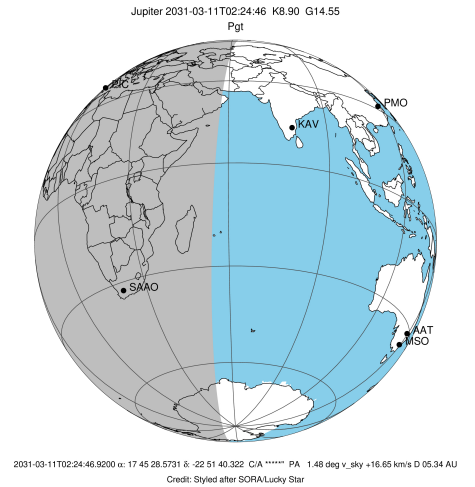 Jupiter 2031-03-11T02:24:46 K8.90 G14.55
Pgt
PIC
PMO
KAV
SAAO
AAT
MSO
2031-03-11T02:24:46.9200 α: 17 45 28.5731 δ: -22 51 40.322 C/A *****" PA 1.48 deg v_sky +16.65 km/s D 05.34 AU
Credit: Styled after SORA/Lucky Star